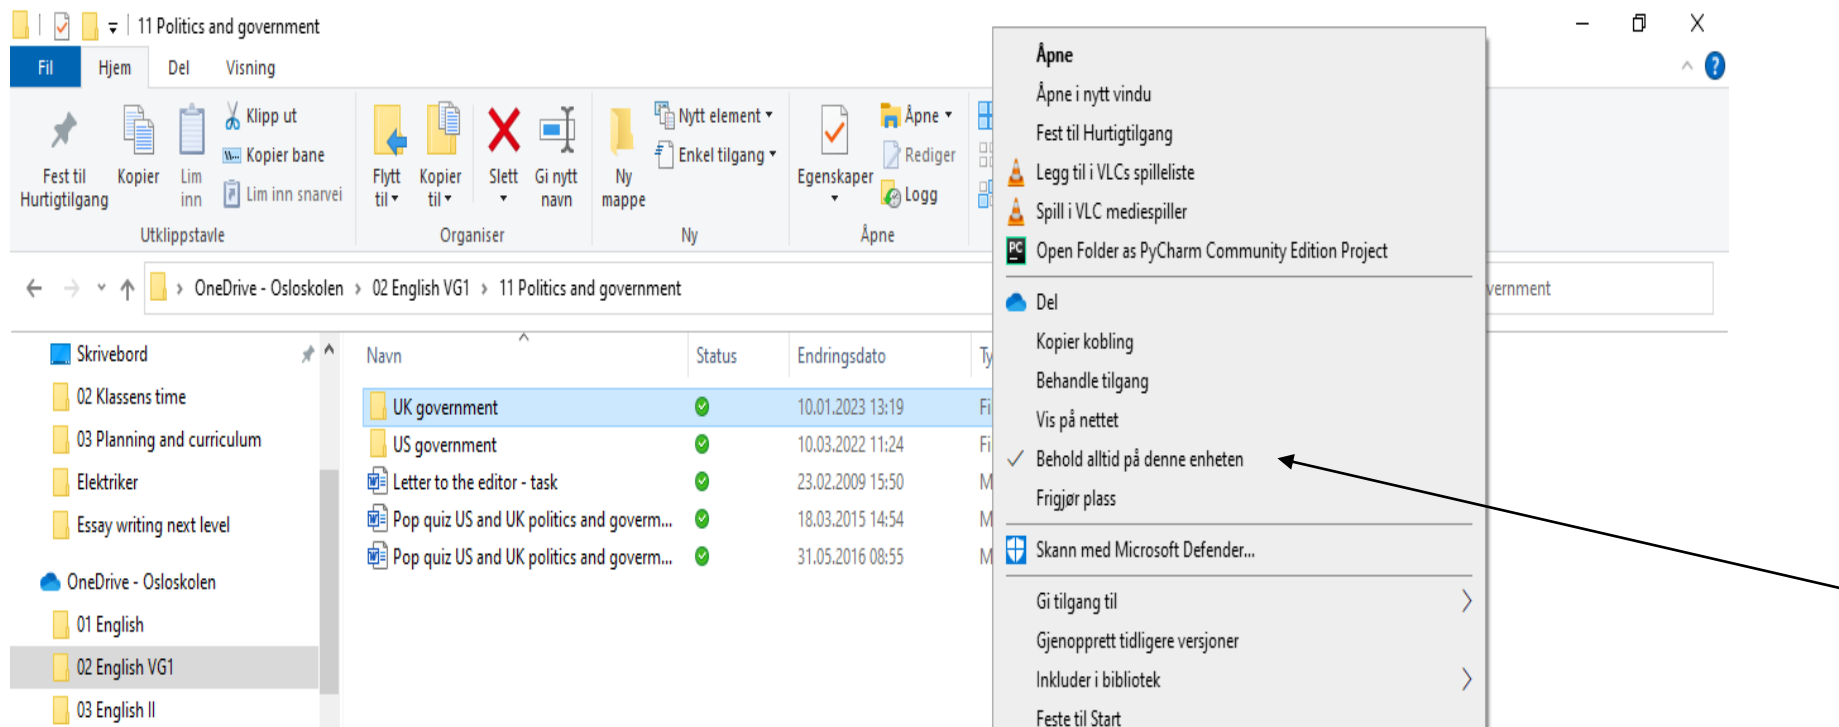 11 Politics and government
Fil Hjem Del Visning
Fest til Hurtigtilgang
Kopier
Lim inn
Klipp ut
Kopier bane
Lim inn snarvei
Utklippstavle
Flytt til
Kopier til
Slett
Gi nytt navn
Organiser
Ny mappe
Nytt element
Enkel tilgang
Ny
Egenskaper
Åpne
Rediger
Logg
Åpne
OneDrive - Osloskolen › 02 English VG1 › 11 Politics and government
vernment
Skrivebord
02 Klassens time
03 Planning and curriculum
Elektriker
Essay writing next level
OneDrive - Osloskolen
01 English
02 English VG1
03 English II
Navn Status Endringsdato Ty
UK government 10.01.2023 13:19 Fi
US government 10.03.2022 11:24 Fi
Letter to the editor - task 23.02.2009 15:50 M
Pop quiz US and UK politics and governm... 18.03.2015 14:54 M
Pop quiz US and UK politics and governm... 31.05.2016 08:55 M
Åpne
Åpne i nytt vindu
Fest til Hurtigtilgang
Legg til i VLCs spilleliste
Spill i VLC mediespiller
PC Open Folder as PyCharm Community Edition Project
Del
Kopier kobling
Behandle tilgang
Vis på nettet
Behold alltid på denne enheten
Frigjør plass
Skann med Microsoft Defender...
Gi tilgang til
Gjenopprett tidligere versjoner
Inkluder i bibliotek
Feste til Start